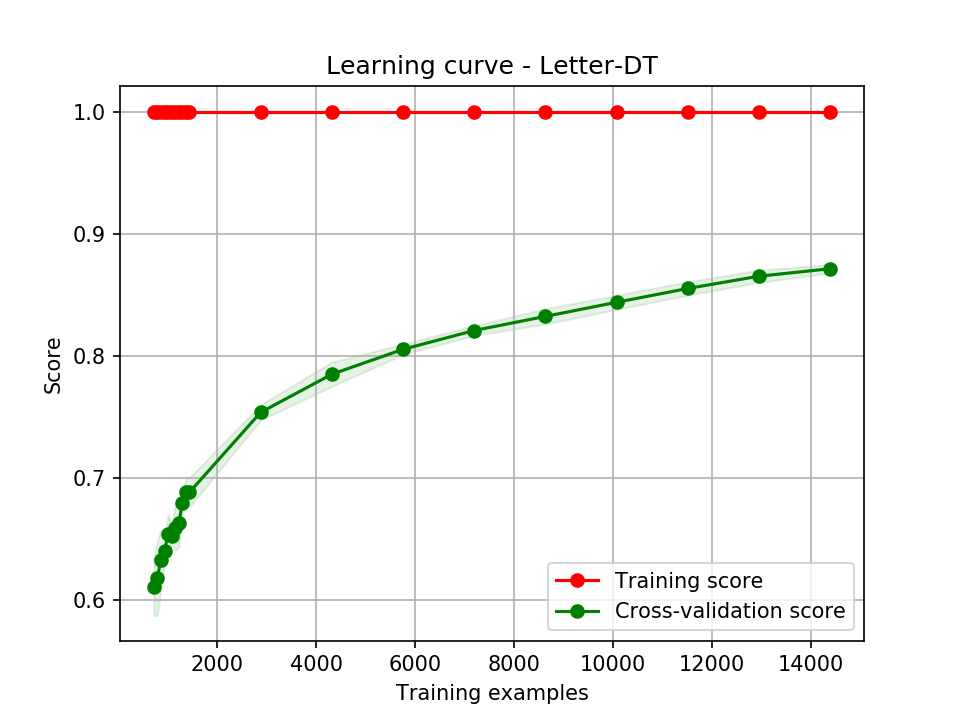 Learning curve - Letter-DT
Score
1.0
0.9
0.8
0.7
0.6
Training score
Cross-validation score
2000 4000 6000 8000 10000 12000 14000
Training examples